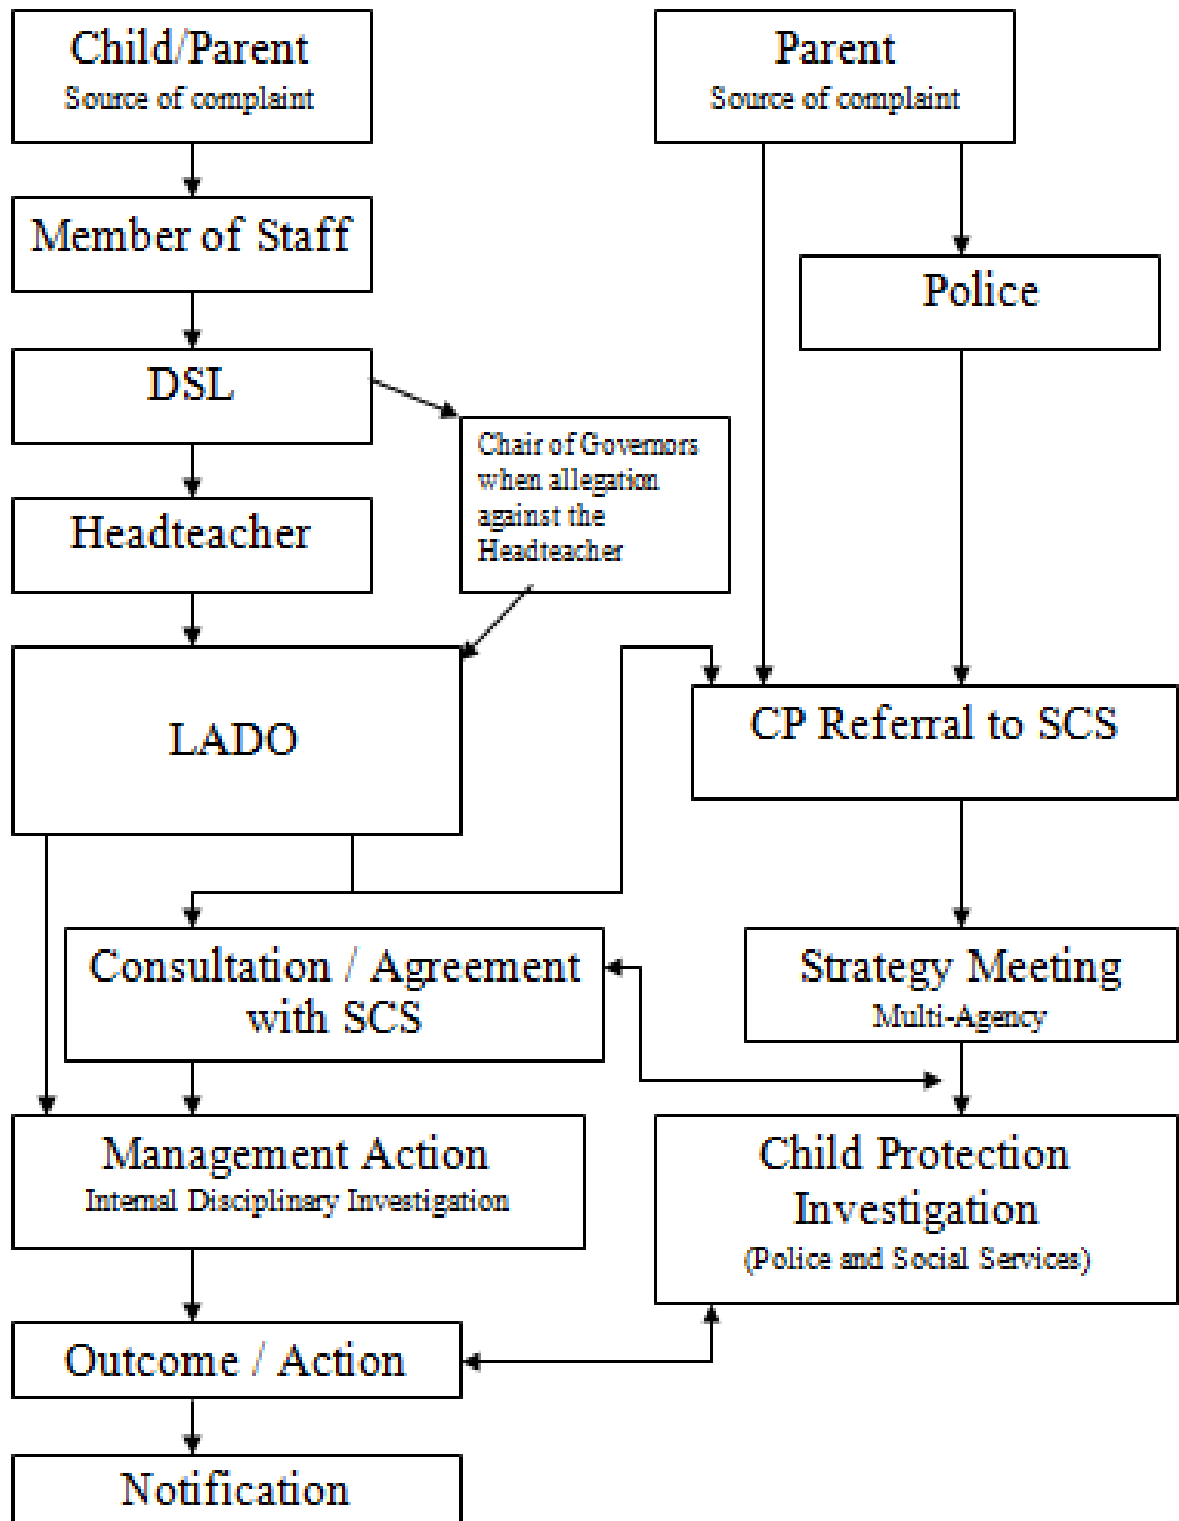 Child/Parent
Source of complaint
Parent
Source of complaint
Member of Staff
Police
DSL
Chair of Governors
when allegation
against the
Headteacher
Headteacher
LADO
CP Referral to SCS
Consultation / Agreement
with SCS
Strategy Meeting
Multi-Agency
Management Action
Internal Disciplinary Investigation
Child Protection
Investigation
(Police and Social Services)
Outcome / Action
Notification